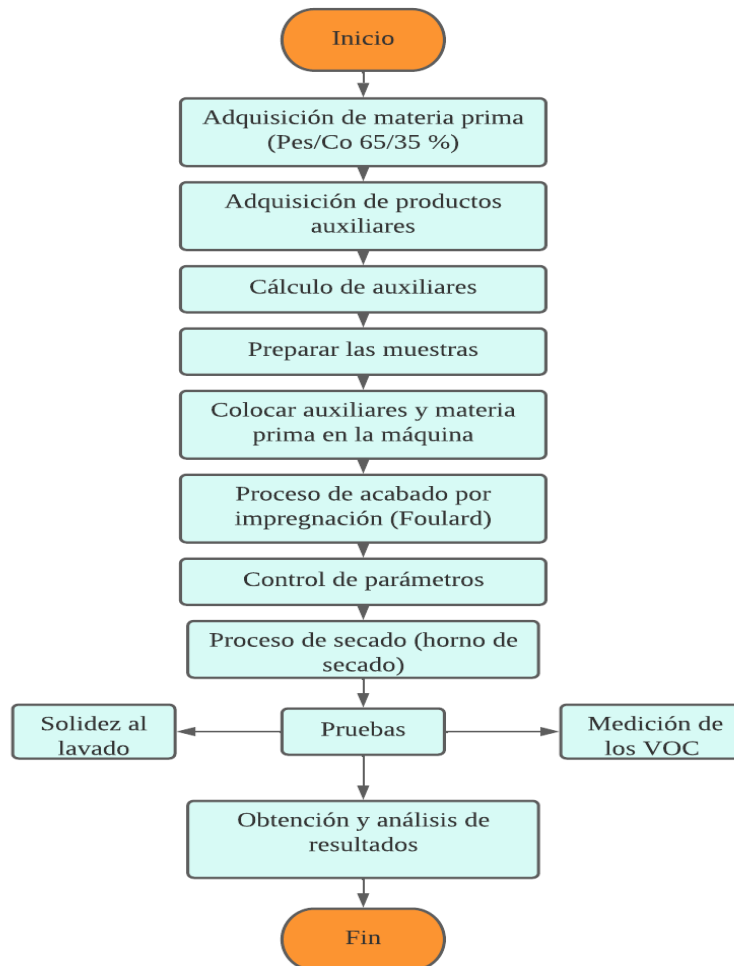 Inicio
Adquisición de materia prima
(Pes/Co 65/35 %)
Adquisición de productos
auxiliares
Cálculo de auxiliares
Preparar las muestras
Colocar auxiliares y materia
prima en la máquina
Proceso de acabado por
impregnación (Foulard)
Control de parámetros
Proceso de secado (horno de
secado)
Solidez al
lavado
Pruebas
Medición de
los VOC
Obtención y análisis de
resultados
Fin